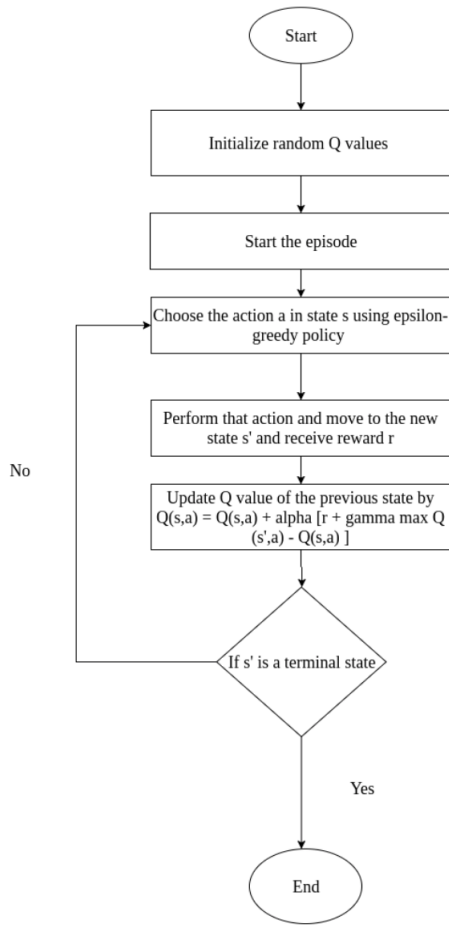 Start
Initialize random Q values
Start the episode
Choose the action a in state s using epsilon-
greedy policy
Perform that action and move to the new
state s' and receive reward r
No
Update Q value of the previous state by
Q(s,a) = Q(s,a) + alpha [r + gamma max Q
(s',a) - Q(s,a) ]
If s' is a terminal state
Yes
End